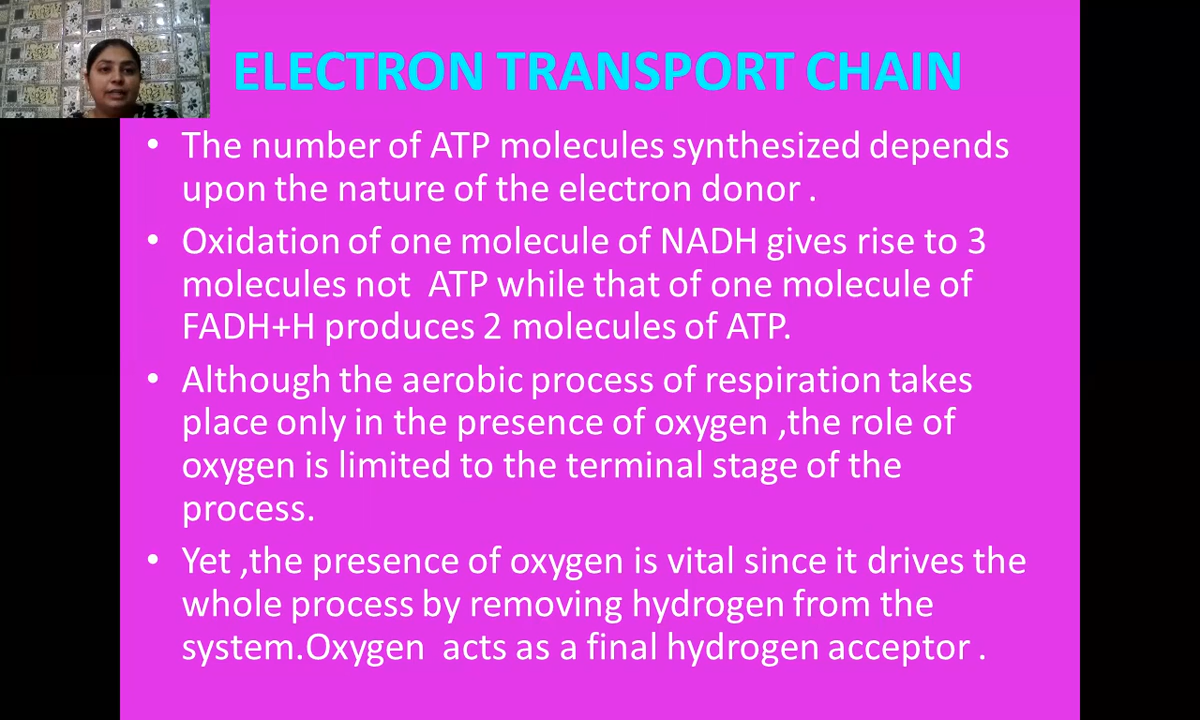 ELECTRON TRANSPORT CHAIN
• The number of ATP molecules synthesized depends
upon the nature of the electron donor .
• Oxidation of one molecule of NADH gives rise to 3
molecules not  ATP while that of one molecule of
FADH+H produces 2 molecules of ATP.
• Although the aerobic process of respiration takes
place only in the presence of oxygen ,the role of
oxygen is limited to the terminal stage of the
process.
• Yet ,the presence of oxygen is vital since it drives the
whole process by removing hydrogen from the
system.Oxygen  acts as a final hydrogen acceptor .